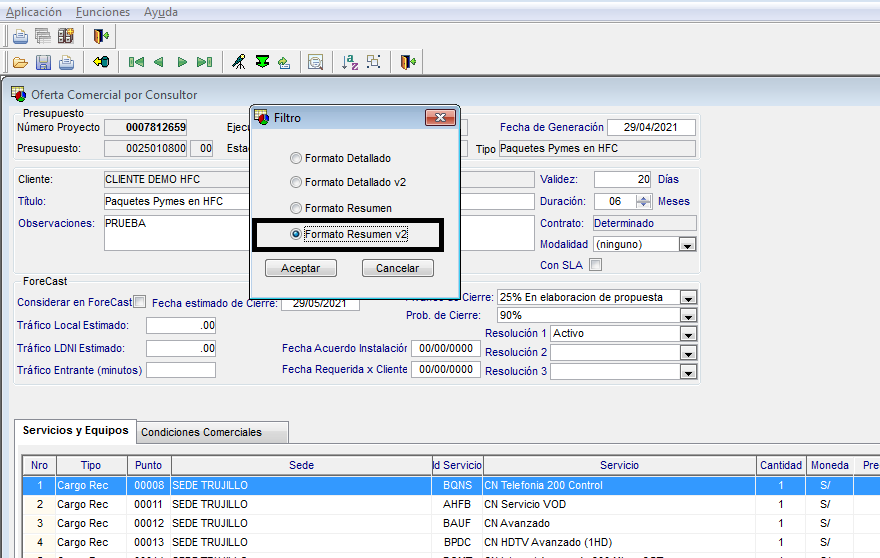 Aplicación Funciones Ayuda
Oferta Comercial por Consultor
Presupuesto
Número Proyecto 0007812659
Fecha de Generación 29/04/2021
Presupuesto: 0025010800 00
Tipo Paquetes Pymes en HFC
Filtro
Formato Detallado
Formato Detallado v2
Formato Resumen
Formato Resumen v2
Aceptar Cancelar
Cliente: CLIENTE DEMO HFC
Validez: 20 Días
Título: Paquetes Pymes en HFC
Duración: 06 Meses
Observaciones: PRUEBA
Contrato: Determinado
Modalidad (ninguno)
Con SLA
ForeCast
Considerar en ForeCast Fecha estimado de Cierre: 29/05/2021
de Cierre: 25% En elaboracion de propuesta
Prob. de Cierre: 90%
Tráfico Local Estimado: .00
Resolución 1 Activo
Tráfico LDNI Estimado: .00
Fecha Acuerdo Instalación 00/00/0000
Resolución 2
Tráfico Entrante (minutos)
Fecha Requerida x Cliente 00/00/0000
Resolución 3
Servicios y Equipos Condiciones Comerciales
Nro Tipo Punto Sede Id Servicio Servicio Cantidad Moneda Pre
1 Cargo Rec 00008 SEDE TRUJILLO BQNS CN Telefonia 200 Control 1 S/
2 Cargo Rec 00011 SEDE TRUJILLO AHFB CN Servicio VOD 1 S/
3 Cargo Rec 00012 SEDE TRUJILLO BAUF CN Avanzado 1 S/
4 Cargo Rec 00013 SEDE TRUJILLO BPDC CN HDTV Avanzado (1HD) 1 S/